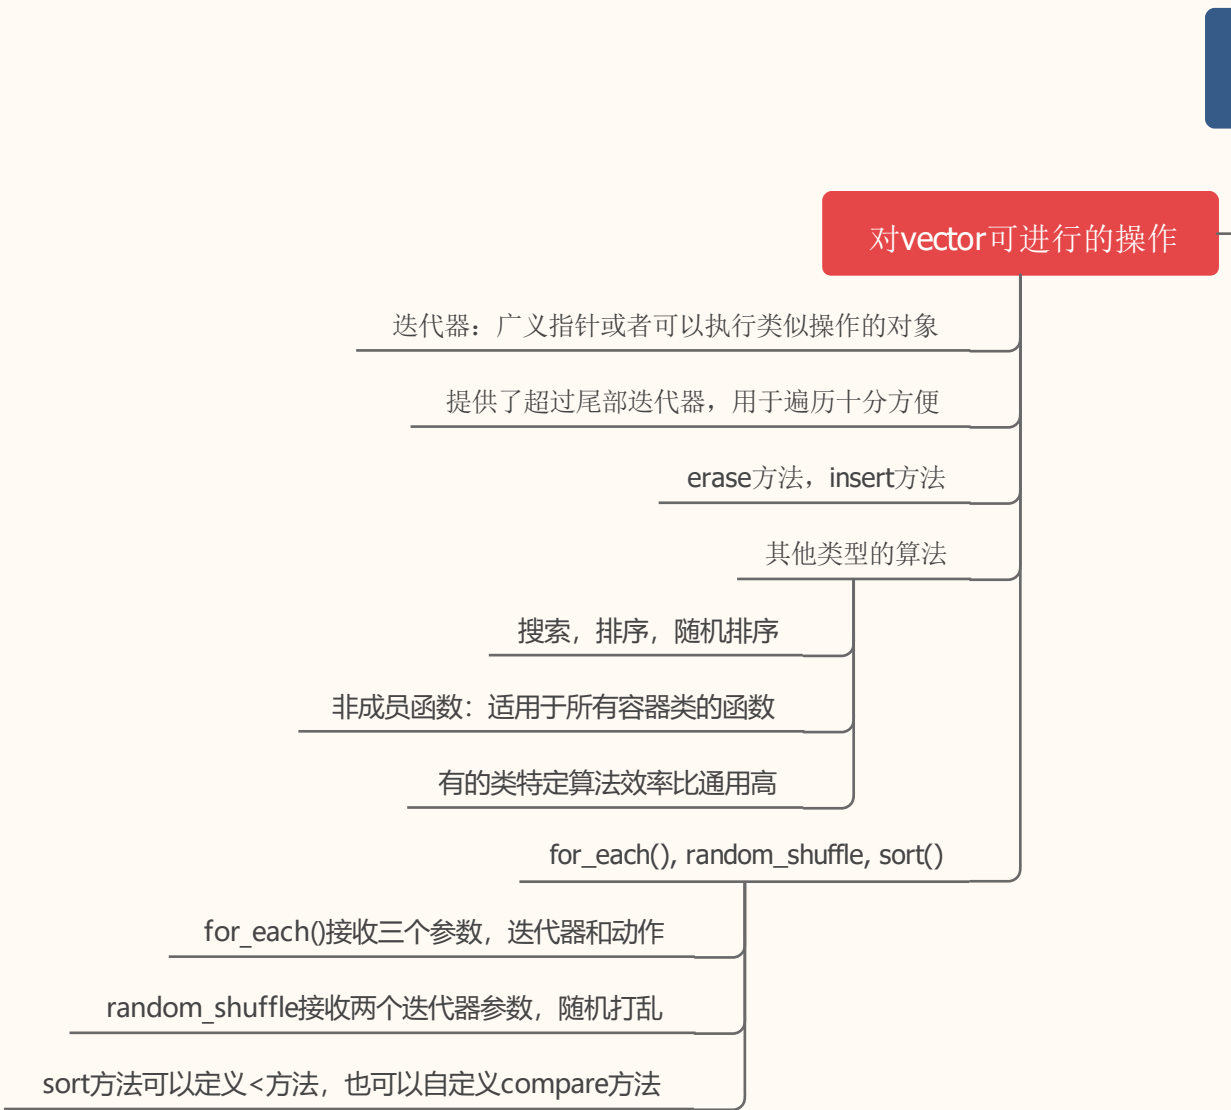 对vector可进行的操作
迭代器：广义指针或者可以执行类似操作的对象
提供了超过尾部迭代器，用于遍历十分方便
erase方法，insert方法
其他类型的算法
搜索，排序，随机排序
非成员函数：适用于所有容器类的函数
有的类特定算法效率比通用高
for_each(), random_shuffle, sort()
for_each()接收三个参数，迭代器和动作
random_shuffle接收两个迭代器参数，随机打乱
sort方法可以定义<方法，也可以自定义compare方法